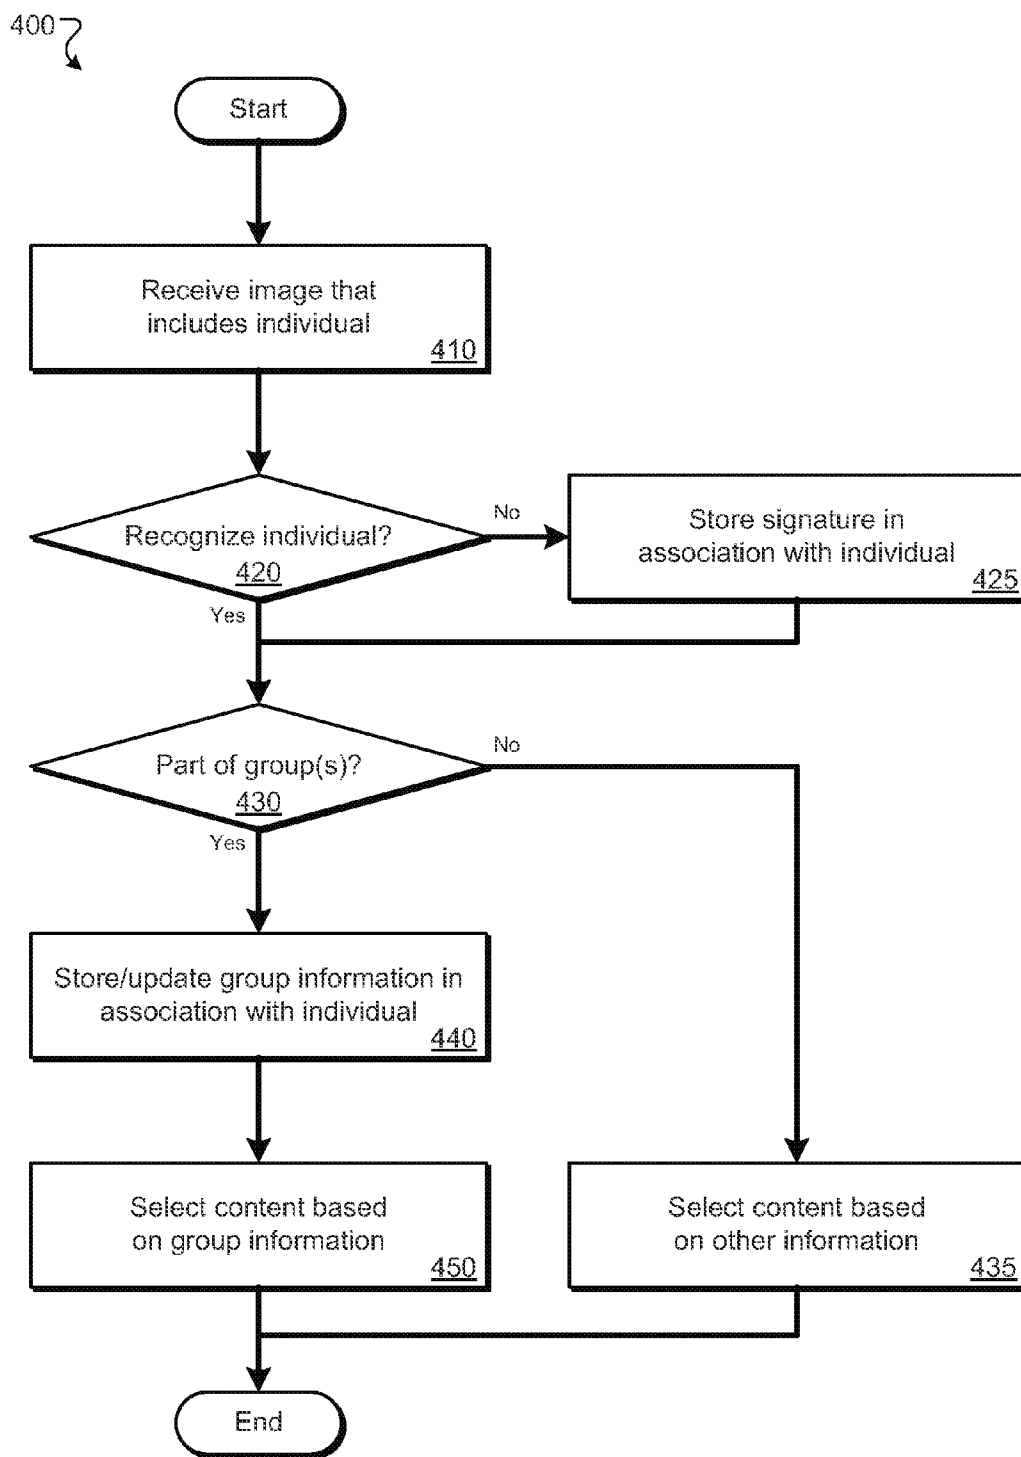 400
Start
Receive image that
includes individual
410
Recognize individual?
420
No
Yes
Store signature in
association with individual
425
Part of group(s)?
430
No
Yes
Store/update group information in
association with individual
440
Select content based
on group information
450
Select content based
on other information
435
End